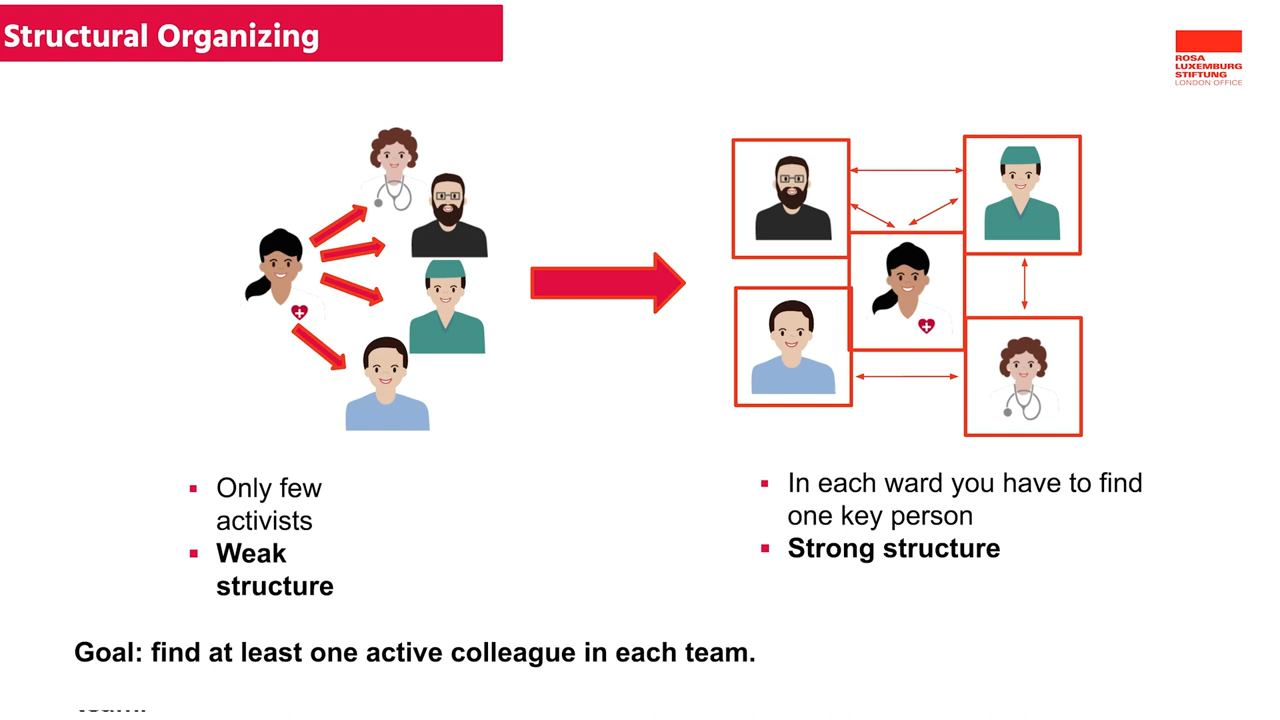 Structural Organizing
ROSA
LUXEMBURG
STIFTUNG
LONDON OFFICE
▪ Only few
activists
▪ Weak
structure
▪ In each ward you have to find
one key person
▪ Strong structure
Goal: find at least one active colleague in each team.